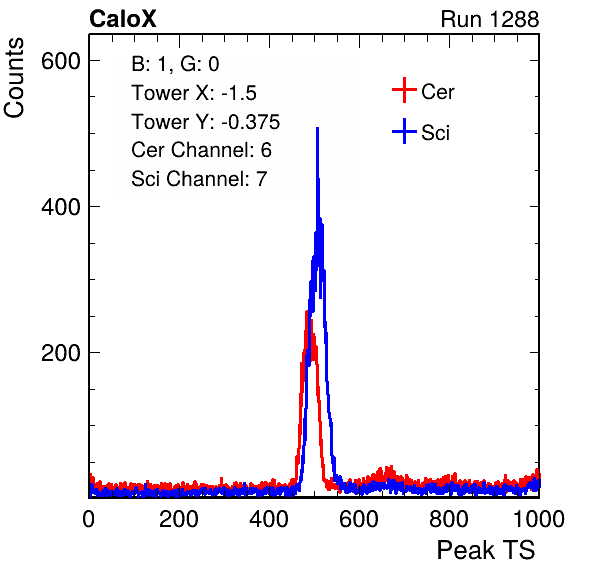 CaloX Run 1288
Counts
600
400
200
B: 1, G: 0
Tower X: -1.5
Tower Y: -0.375
Cer Channel: 6
Sci Channel: 7
Cer
Sci
0 200 400 600 800 1000
Peak TS